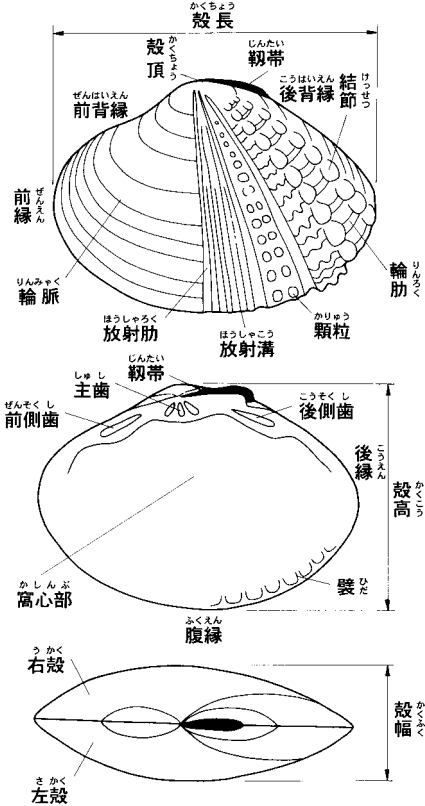 かくちょう
殻長
かくちょう
殻頂
じんたい
靱帯
ぜんはいえん
前背縁
こうはいえん
後背縁
けっせつ
結節
ぜんえん
前縁
りんみゃく
輪脈
りんろく
輪肋
ほうしゃろく
放射肋
ほうしゃこう
放射溝
かりゅう
顆粒
じんたい
靱帯
しゅし
主歯
ぜんそくし
前側歯
こうそくし
後側歯
こうえん
後縁
かくこう
殻高
かしんぶ
窩心部
ひだ
襞
ふくえん
腹縁
うかく
右殻
かくふく
殻幅
さかく
左殻